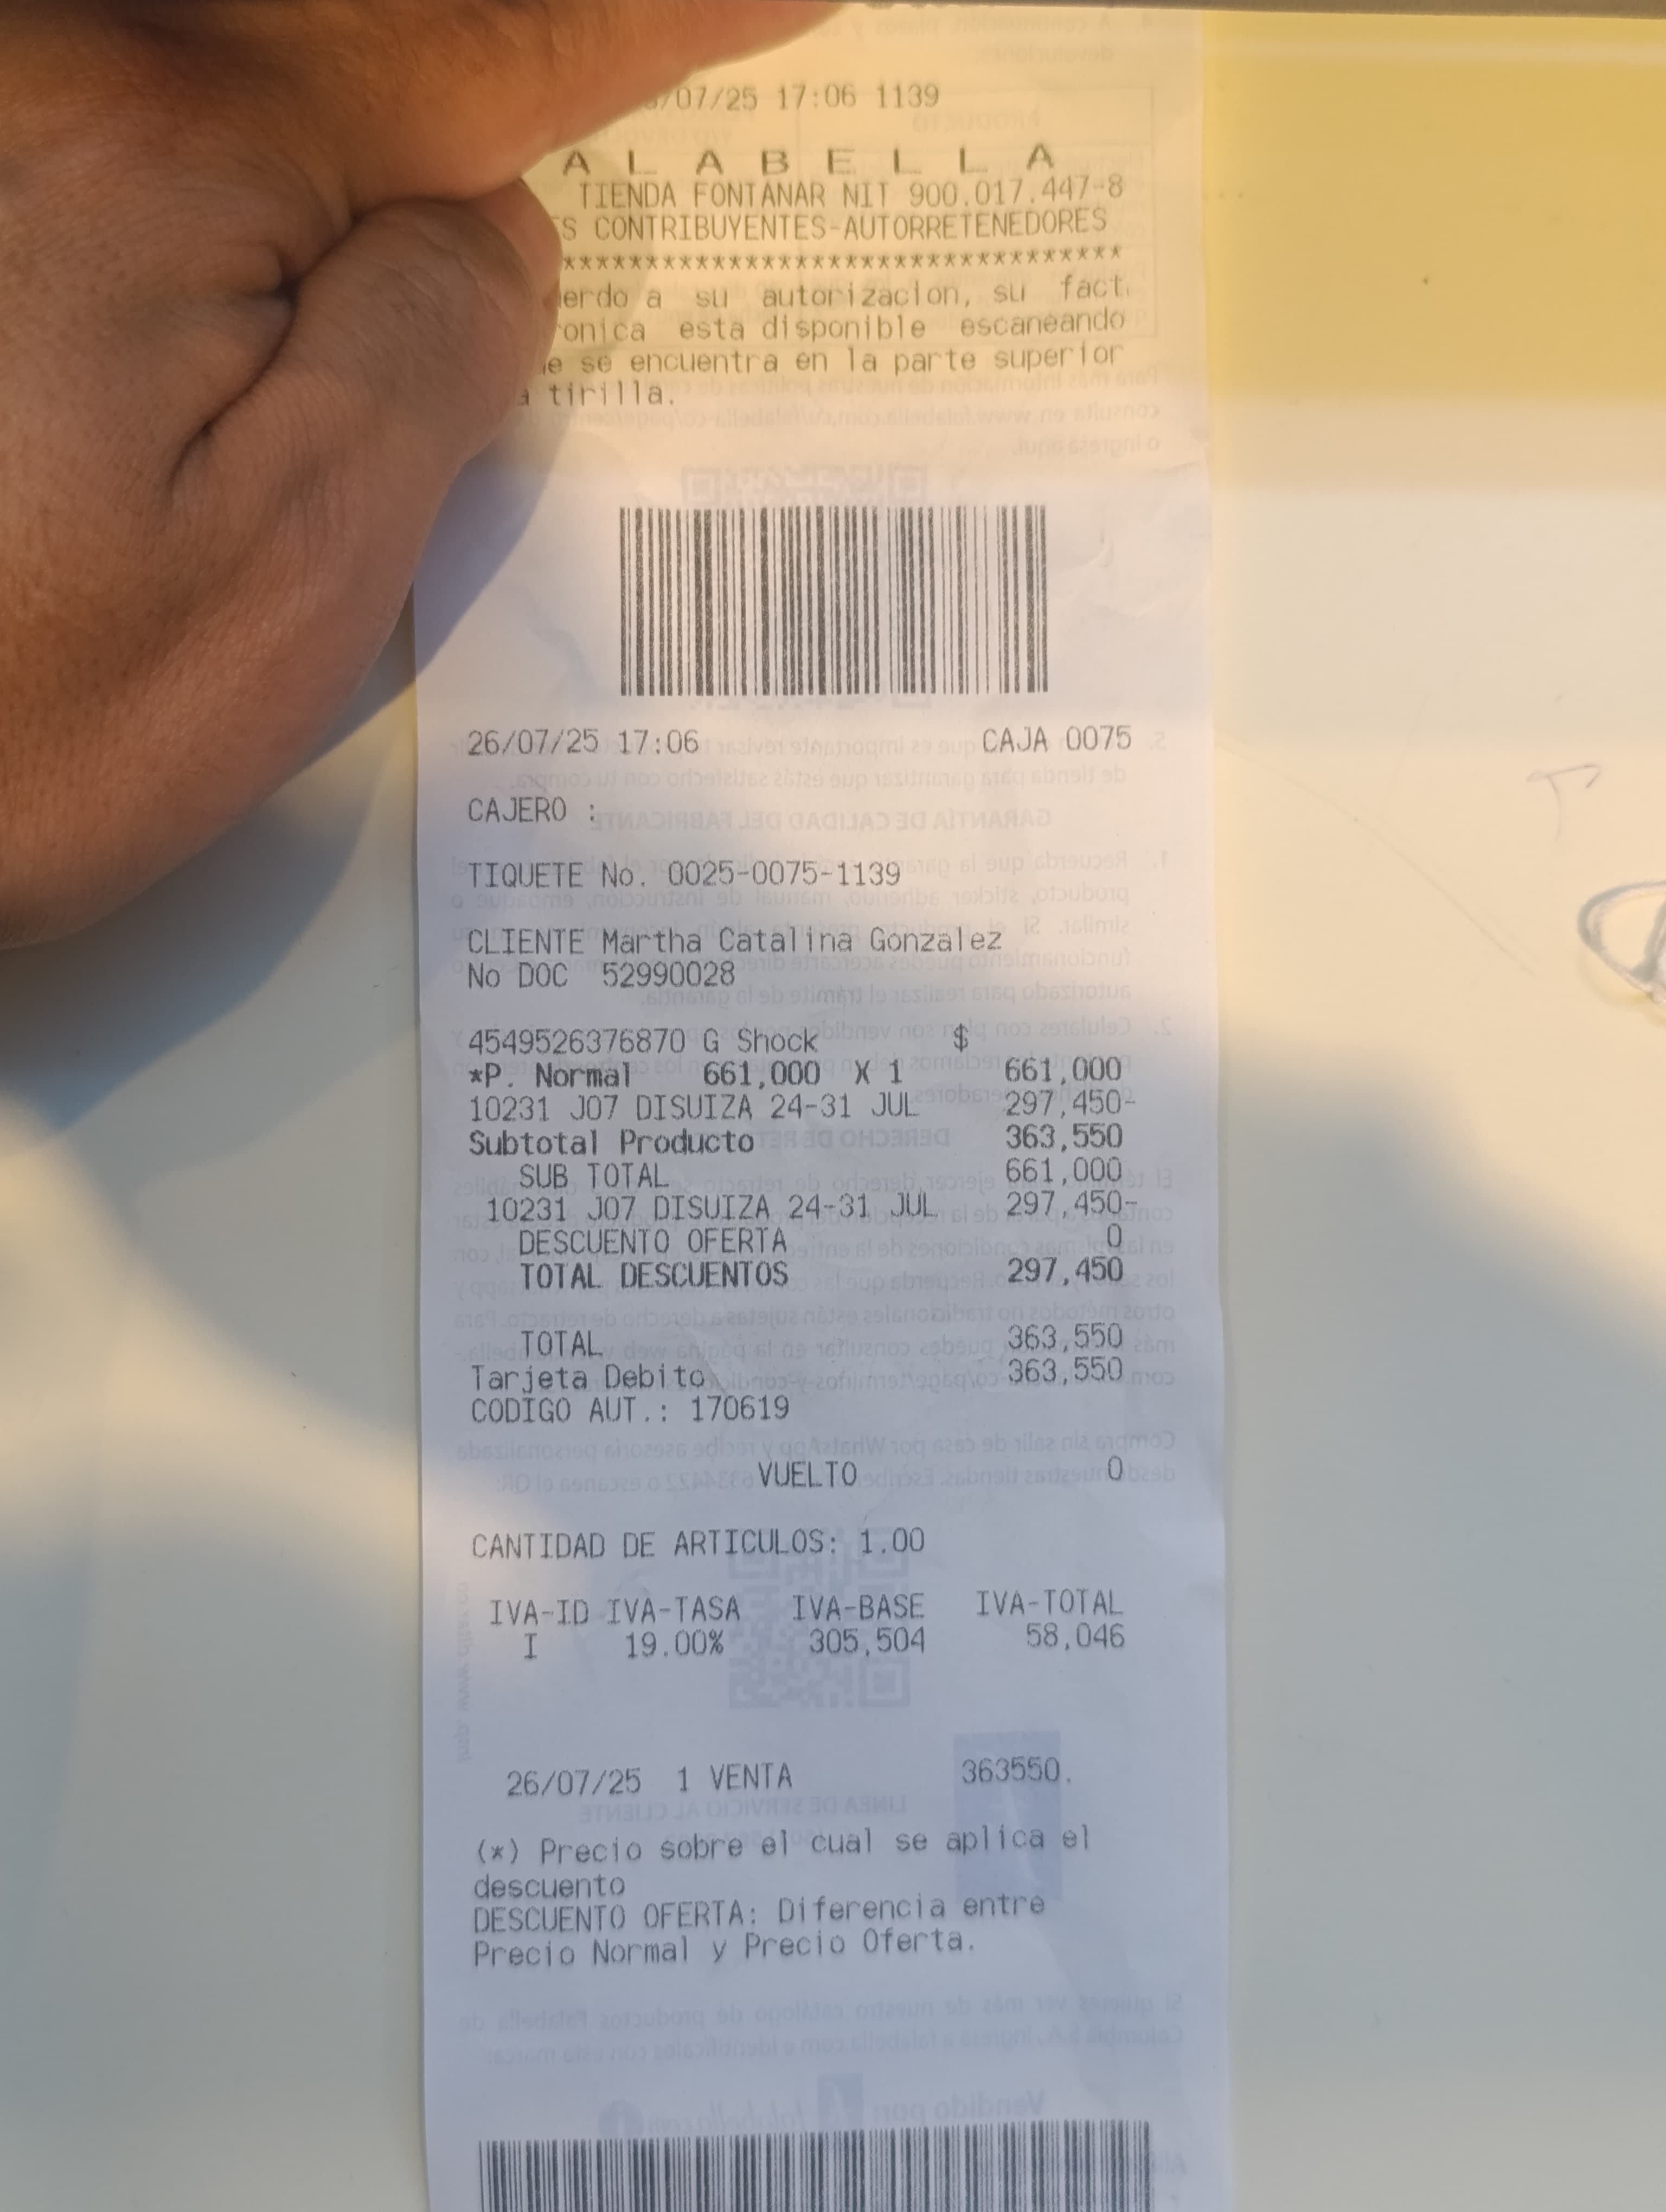 /07/25 17:06 1139
A L A B E L L A
TIENDA FONTANAR NIT 900.017.447-8
S CONTRIBUYENTES-AUTORRETENEDORES
**********************************
erdo a su autorizacion, su fact.
onica esta disponible escaneando
e se encuentra en la parte superior
a tirilla.
26/07/25 17:06 CAJA 0075
CAJERO :
TIQUETE No. 0025-0075-1139
CLIENTE Martha Catalina Gonzalez
No DOC 52990028
4549526376870 G Shock $
*P. Normal 661,000 X 1 661,000
10231 J07 DISUIZA 24-31 JUL 297,450-
Subtotal Producto 363,550
SUB TOTAL 661,000
10231 J07 DISUIZA 24-31 JUL 297,450-
DESCUENTO OFERTA 0
TOTAL DESCUENTOS 297,450
TOTAL 363,550
Tarjeta Debito 363,550
CODIGO AUT.: 170619
VUELTO 0
CANTIDAD DE ARTICULOS: 1.00
IVA-ID IVA-TASA IVA-BASE IVA-TOTAL
I 19.00% 305,504 58,046
26/07/25 1 VENTA 363550.
(*) Precio sobre el cual se aplica el
descuento
DESCUENTO OFERTA: Diferencia entre
Precio Normal y Precio Oferta.